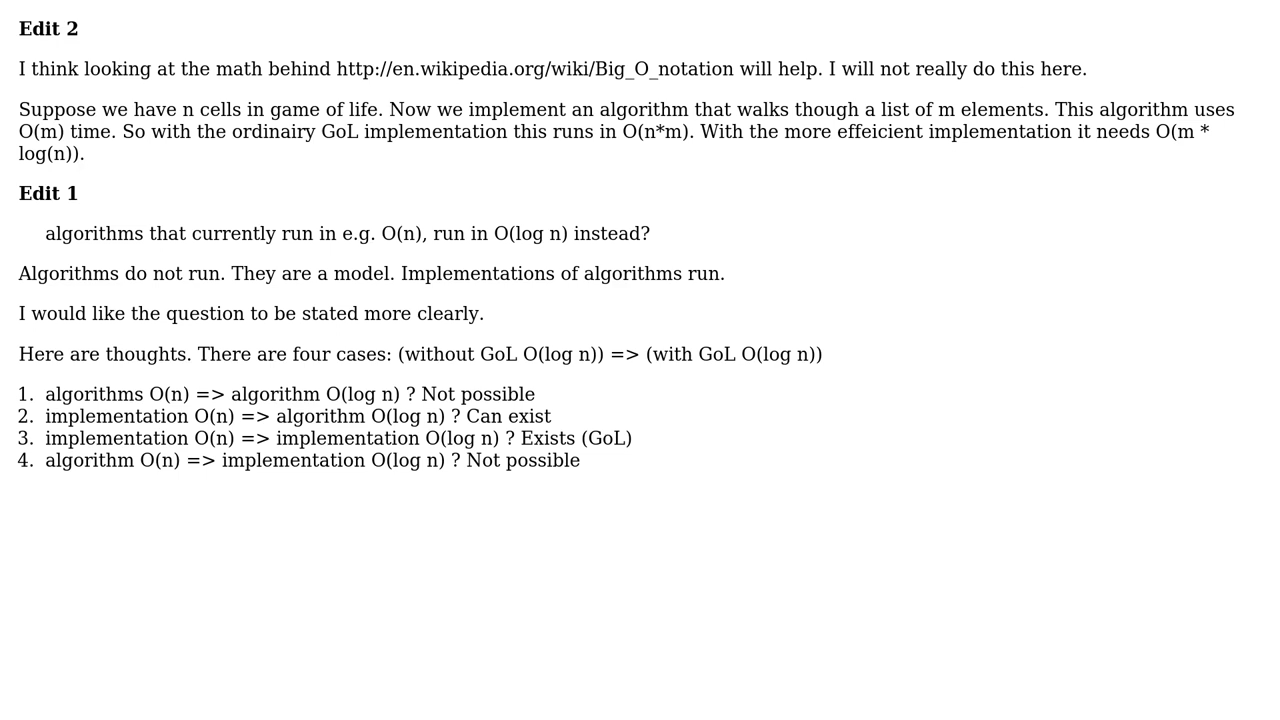 Edit 2
I think looking at the math behind http://en.wikipedia.org/wiki/Big_O_notation will help. I will not really do this here.
Suppose we have n cells in game of life. Now we implement an algorithm that walks though a list of m elements. This algorithm uses
O(m) time. So with the ordinairy GoL implementation this runs in O(n*m). With the more effeicient implementation it needs O(m *
log(n)).
Edit 1
algorithms that currently run in e.g. O(n), run in O(log n) instead?
Algorithms do not run. They are a model. Implementations of algorithms run.
I would like the question to be stated more clearly.
Here are thoughts. There are four cases: (without GoL O(log n)) => (with GoL O(log n))
1. algorithms O(n) => algorithm O(log n) ? Not possible
2. implementation O(n) => algorithm O(log n) ? Can exist
3. implementation O(n) => implementation O(log n) ? Exists (GoL)
4. algorithm O(n) => implementation O(log n) ? Not possible